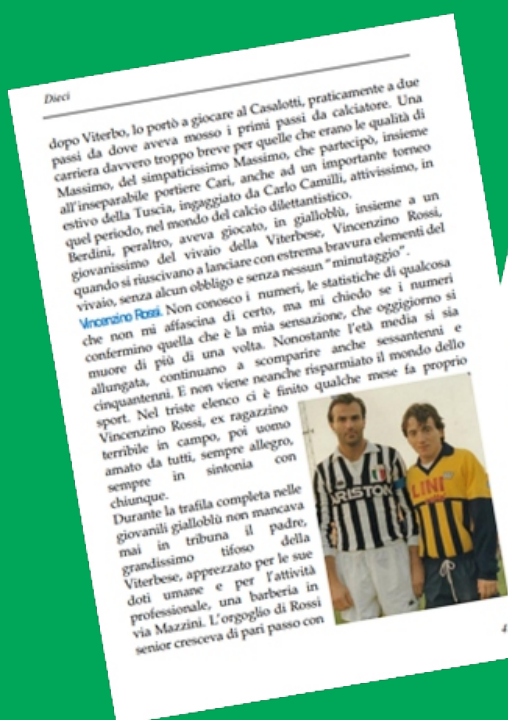 Dieci
dopo Viterbo, lo portò a giocare al Casalotti, praticamente a due
passi da dove aveva mosso i primi passi da calciatore. Una
carriera davvero troppo breve per quelle che erano le qualità di
Massimo, del simpaticissimo Massimo, che partecipò, insieme
all'inseparabile portiere Cari, anche ad un importante torneo
estivo della Tuscia, ingaggiato da Carlo Camilli, attivissimo, in
quel periodo, nel mondo del calcio dilettantistico.
Berdini, peraltro, aveva giocato, in gialloblù, insieme a un
giovanissimo del vivaio della Viterbese, Vincenzino Rossi,
quando si riuscivano a lanciare con estrema bravura elementi del
vivaio, senza alcun obbligo e senza nessun "minutaggio".
Vincenzino Rossi. Non conosco i numeri, le statistiche di qualcosa
che non mi affascina di certo, ma mi chiedo se i numeri
confermino quella che è la mia sensazione, che oggigiorno si
muore di più di una volta. Nonostante l'età media si sia
allungata, continuano a scomparire anche sessantenni e
cinquantenni. E non viene neanche risparmiato il mondo dello
sport. Nel triste elenco ci è finito qualche mese fa proprio
Vincenzino Rossi, ex ragazzino
terribile in campo, poi uomo
amato da tutti, sempre allegro,
sempre in sintonia con
chiunque.
Durante la trafila completa nelle
giovanili gialloblù non mancava
mai in tribuna il padre,
grandissimo tifoso della
Viterbese, apprezzato per le sue
doti umane e per l'attività
professionale, una barberia in
via Mazzini. L'orgoglio di Rossi
senior cresceva di pari passo con
ARISTON
LINI
4